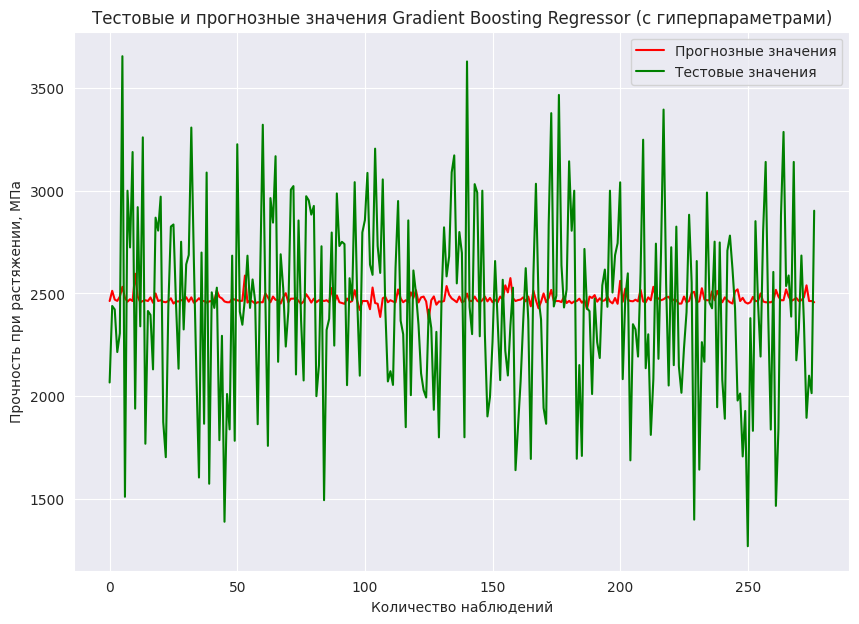 Тестовые и прогнозные значения Gradient Boosting Regressor (с гиперпараметрами)
Прогнозные значения
Тестовые значения
Прочность при растяжении, МПа
3500
3000
2500
2000
1500
0 50 100 150 200 250
Количество наблюдений